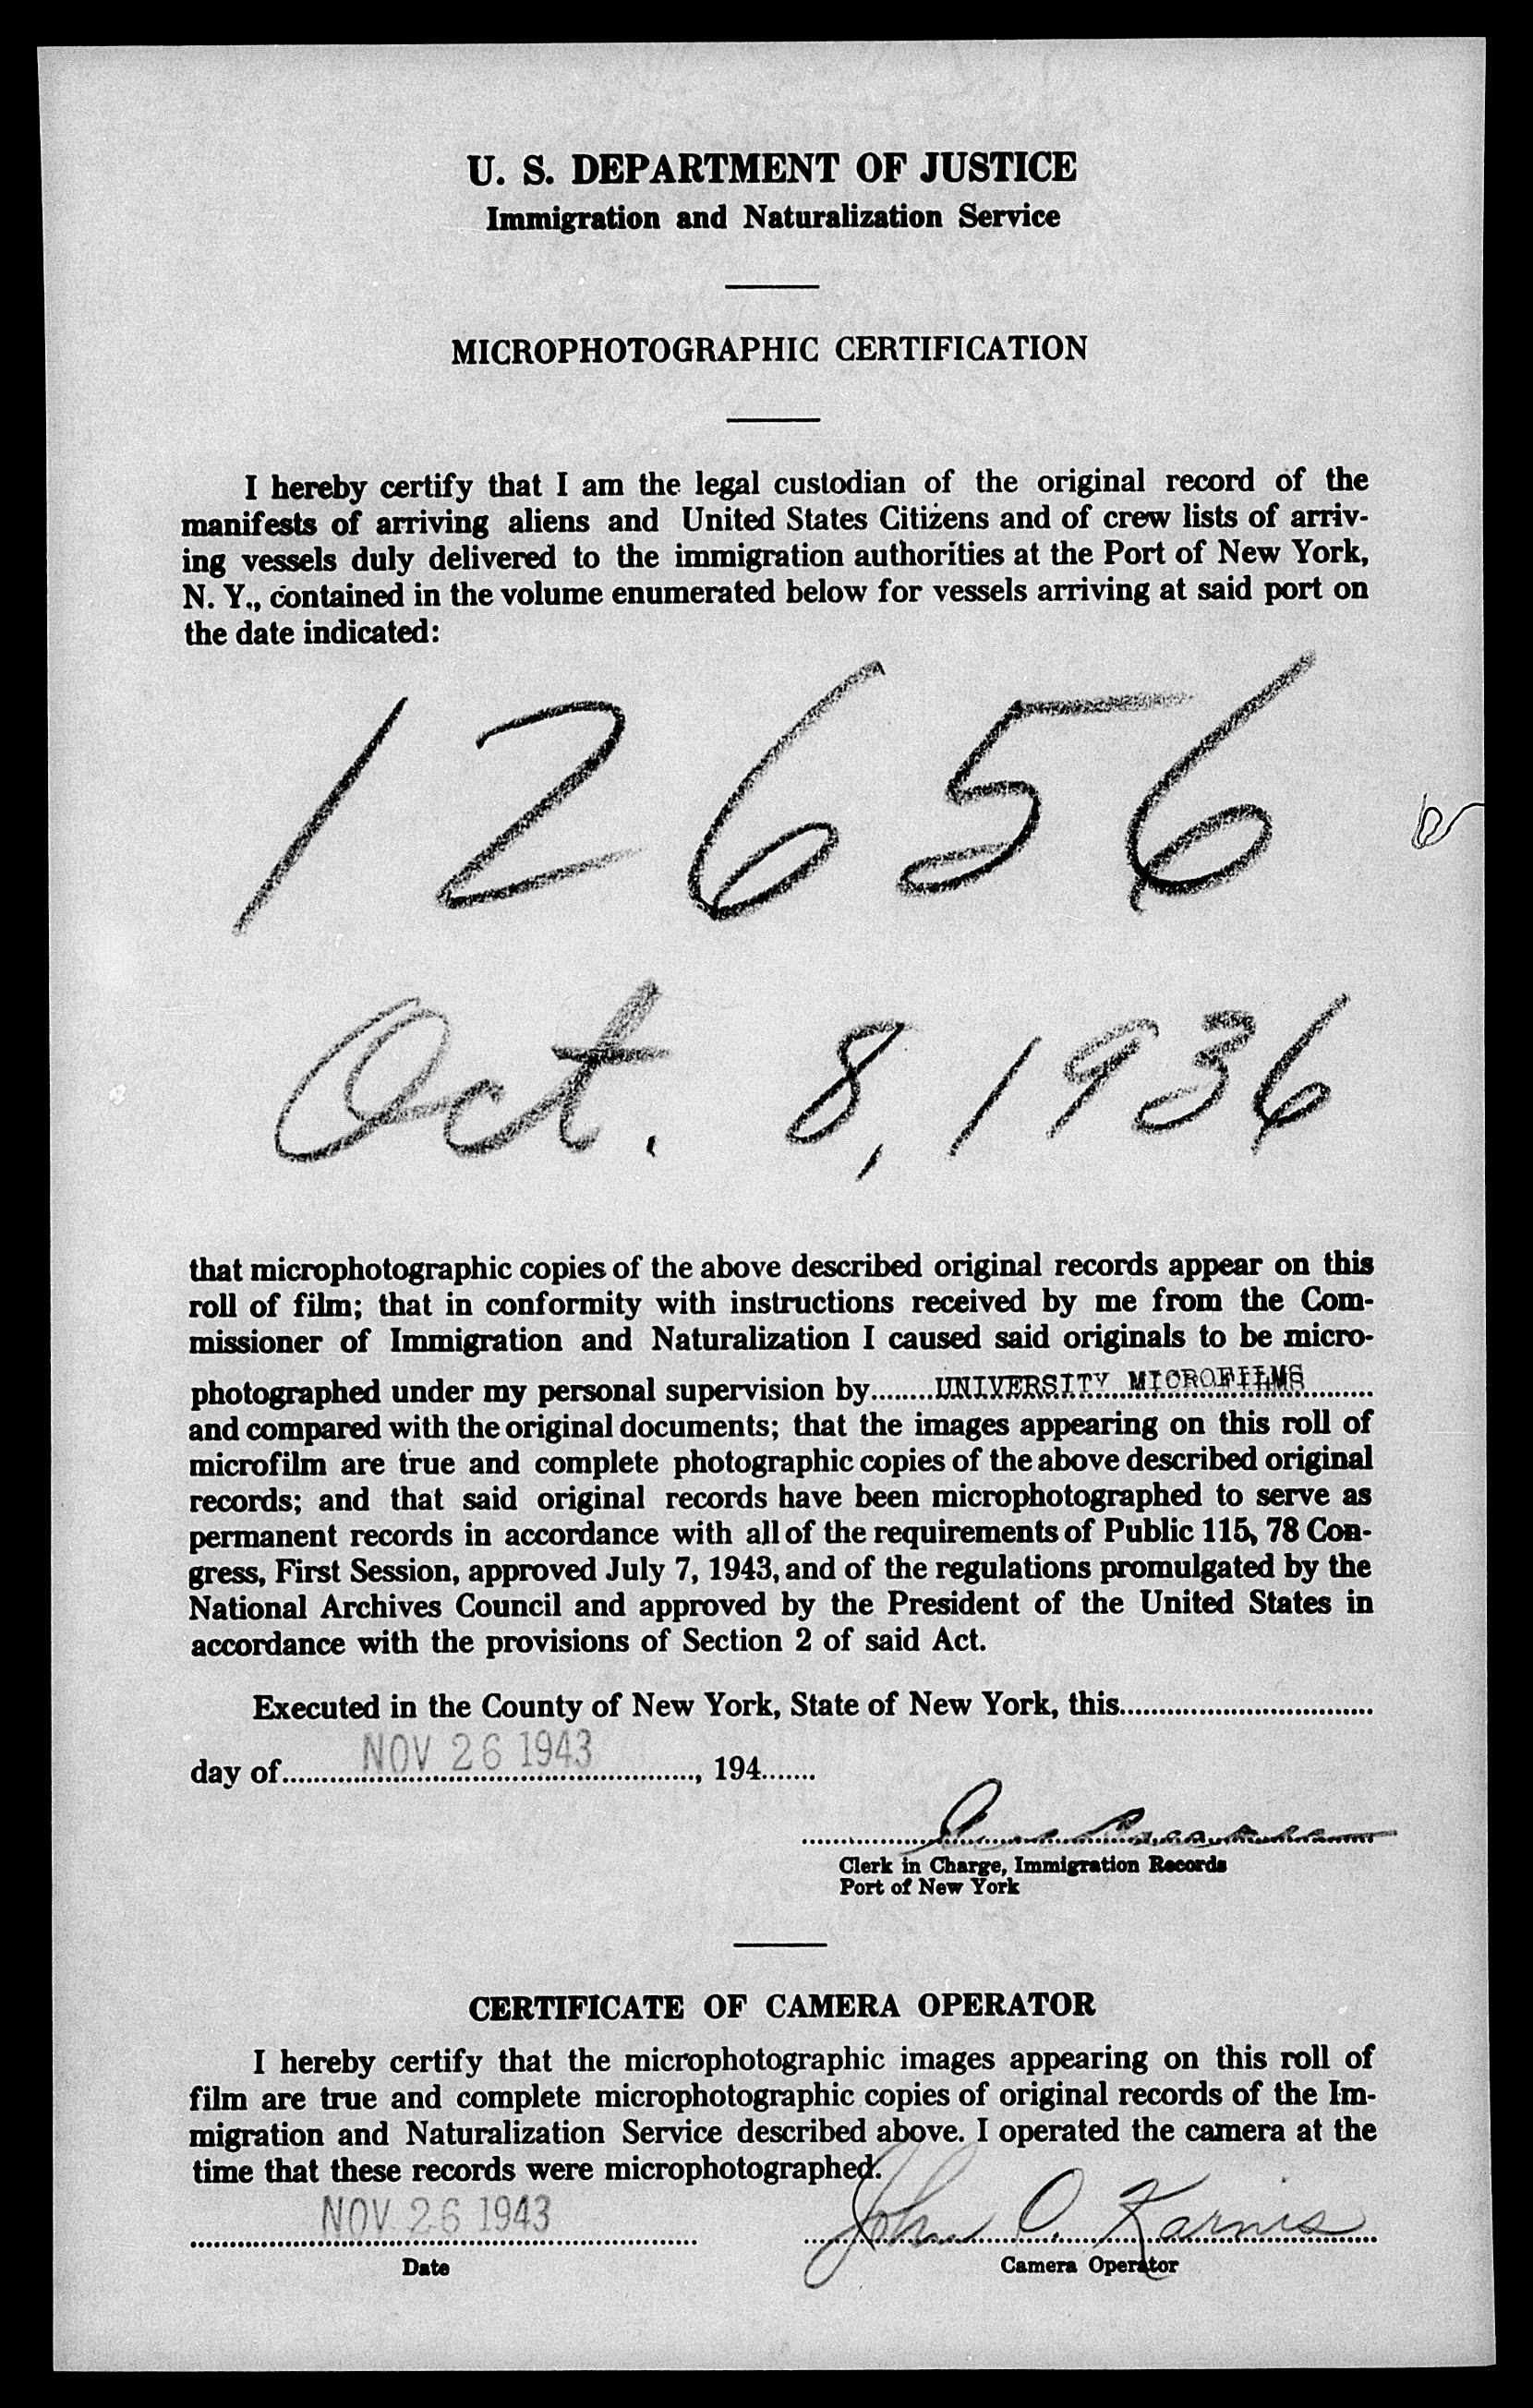 U. S. DEPARTMENT OF JUSTICE
Immigration and Naturalization Service
MICROPHOTOGRAPHIC CERTIFICATION
I hereby certify that I am the legal custodian of the original record of the
manifests of arriving aliens and United States Citizens and of crew lists of arriv-
ing vessels duly delivered to the immigration authorities at the Port of New York,
N. Y., contained in the volume enumerated below for vessels arriving at said port on
the date indicated:
12656
Oct. 8, 1936
that microphotographic copies of the above described original records appear on this
roll of film; that in conformity with instructions received by me from the Com-
missioner of Immigration and Naturalization I caused said originals to be micro-
photographed under my personal supervision by........UNIVERSITY MICROFILMS........
and compared with the original documents; that the images appearing on this roll of
microfilm are true and complete photographic copies of the above described original
records; and that said original records have been microphotographed to serve as
permanent records in accordance with all of the requirements of Public 115, 78 Con-
gress, First Session, approved July 7, 1943, and of the regulations promulgated by the
National Archives Council and approved by the President of the United States in
accordance with the provisions of Section 2 of said Act.
Executed in the County of New York, State of New York, this................................
day of..........NOV 26 1943.........., 194.......
Clerk in Charge, Immigration Records
Port of New York
CERTIFICATE OF CAMERA OPERATOR
I hereby certify that the microphotographic images appearing on this roll of
film are true and complete microphotographic copies of original records of the Im-
migration and Naturalization Service described above. I operated the camera at the
time that these records were microphotographed.
NOV 26 1943 John C. Karnis
Date Camera Operator